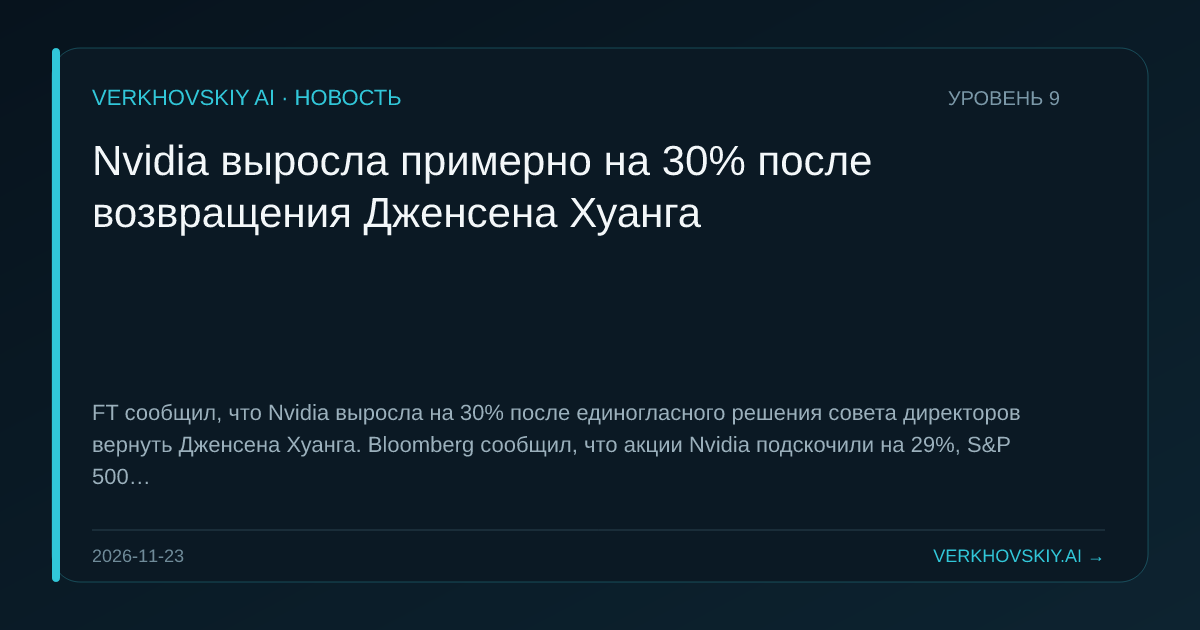 VERKHOVSKIY AI · НОВОСТЬ
УРОВЕНЬ 9
Nvidia выросла примерно на 30% после
возвращения Дженсена Хуанга
FT сообщил, что Nvidia выросла на 30% после единогласного решения совета директоров
вернуть Дженсена Хуанга. Bloomberg сообщил, что акции Nvidia подскочили на 29%, S&P
500…
2026-11-23
VERKHOVSKIY.AI →